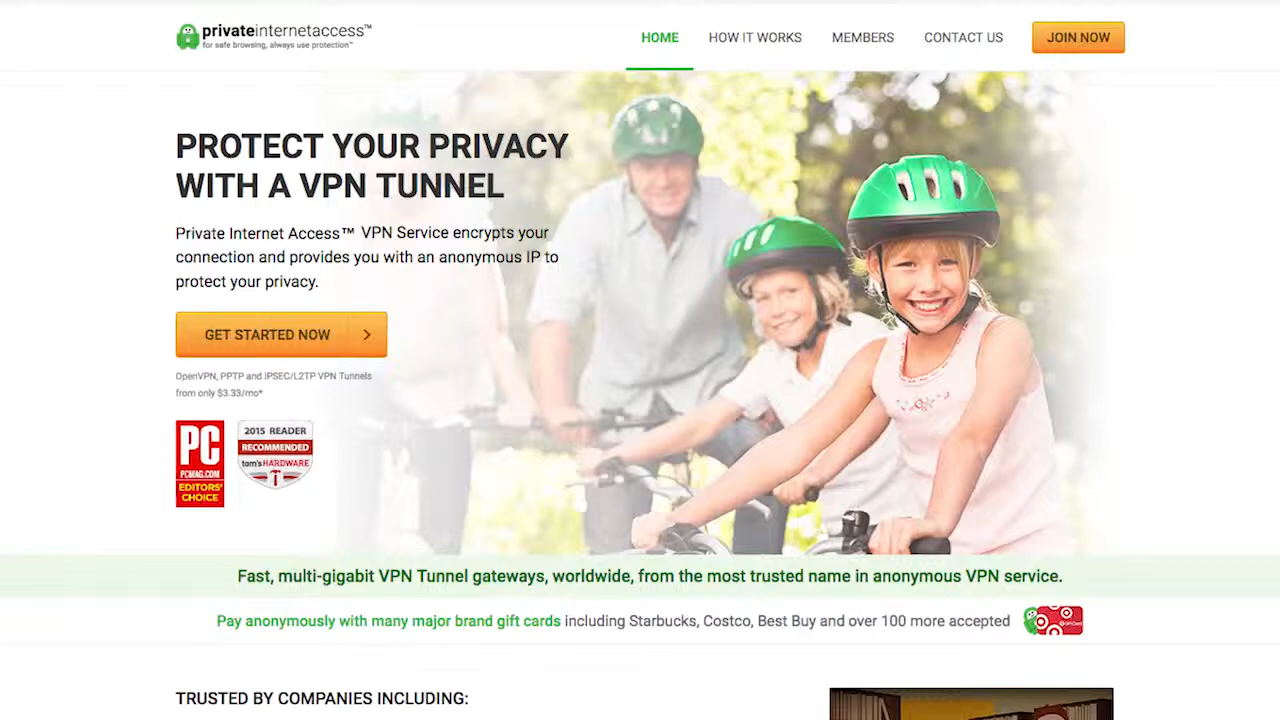 privateinternetaccess™
for safe browsing, always use protection™
HOME
HOW IT WORKS
MEMBERS
CONTACT US
JOIN NOW
PROTECT YOUR PRIVACY
WITH A VPN TUNNEL
Private Internet Access™ VPN Service encrypts your
connection and provides you with an anonymous IP to
protect your privacy.
GET STARTED NOW
OpenVPN, PPTP and IPSEC/L2TP VPN Tunnels
from only $3.33/mo*
PC
PCMAG.COM
EDITORS'
CHOICE
2015 READER
RECOMMENDED
tom's HARDWARE
Fast, multi-gigabit VPN Tunnel gateways, worldwide, from the most trusted name in anonymous VPN service.
Pay anonymously with many major brand gift cards including Starbucks, Costco, Best Buy and over 100 more accepted
TRUSTED BY COMPANIES INCLUDING: